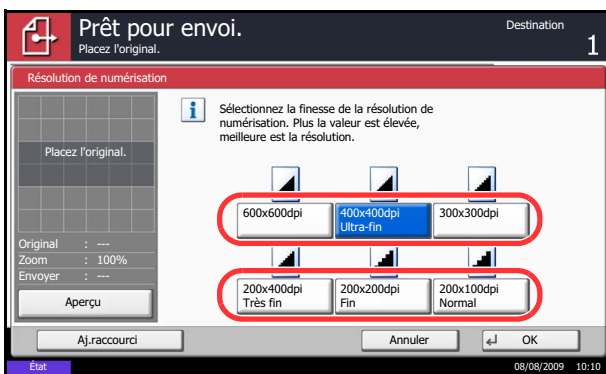 Prêt pour envoi.
Placez l'original.
Destination
1
Résolution de numérisation
Placez l'original.
Sélectionnez la finesse de la résolution de
numérisation. Plus la valeur est élevée,
meilleure est la résolution.
600x600dpi
400x400dpi
Ultra-fin
300x300dpi
200x400dpi
Très fin
200x200dpi
Fin
200x100dpi
Normal
Original : ---
Zoom : 100%
Envoyer : ---
Aperçu
Aj.raccourci
Annuler
OK
État
08/08/2009 10:10